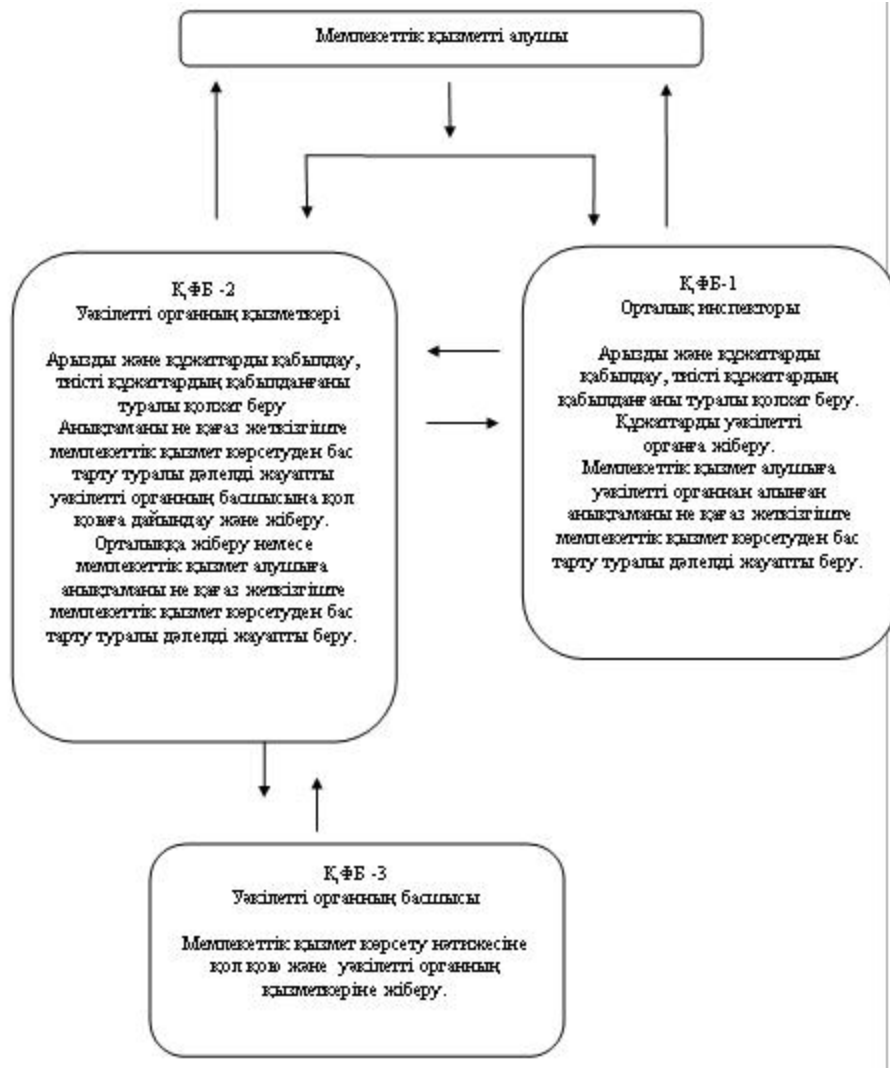 Мемлекеттік қызметті алушы
ҚФБ -2
Уәкілетті органның қызметкері
Арызды және құжаттарды қабылдау,
тиісті құжаттардың қабылданғаны
туралы қолхат беру
Анықтаманы не қағаз жеткізгіште
мемлекеттік қызмет көрсетуден бас
тарту туралы дәлелді жауапты
уәкілетті органның басшысына қол
қоюға дайындау және жіберу.
Орталыққа жіберу немесе
мемлекеттік қызмет алушыға
анықтаманы не қағаз жеткізгіште
мемлекеттік қызмет көрсетуден бас
тарту туралы дәлелді жауапты беру.
ҚФБ-1
Орталық инспекторы
Арызды және құжаттарды
қабылдау, тиісті құжаттардың
қабылданғаны туралы қолхат беру.
Құжаттарды уәкілетті
органға жіберу.
Мемлекеттік қызмет алушыға
уәкілетті органнан алынған
анықтаманы не қағаз жеткізгіште
мемлекеттік қызмет көрсетуден бас
тарту туралы дәлелді жауапты беру.
ҚФБ -3
Уәкілетті органның басшысы
Мемлекеттік қызмет көрсету нәтижесіне
қол қою және уәкілетті органның
қызметкеріне жіберу.